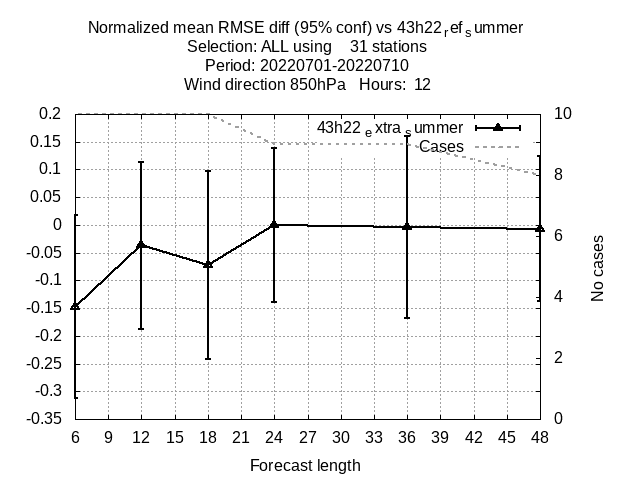 Normalized mean RMSE diff (95% conf) vs 43h22refsummer
Selection: ALL using 31 stations
Period: 20220701-20220710
Wind direction 850hPa Hours: 12
0.2
0.15
0.1
0.05
0
-0.05
-0.1
-0.15
-0.2
-0.25
-0.3
-0.35
43h22extrasummer
Cases
10
8
6
4
2
0
No cases
6 9 12 15 18 21 24 27 30 33 36 39 42 45 48
Forecast length